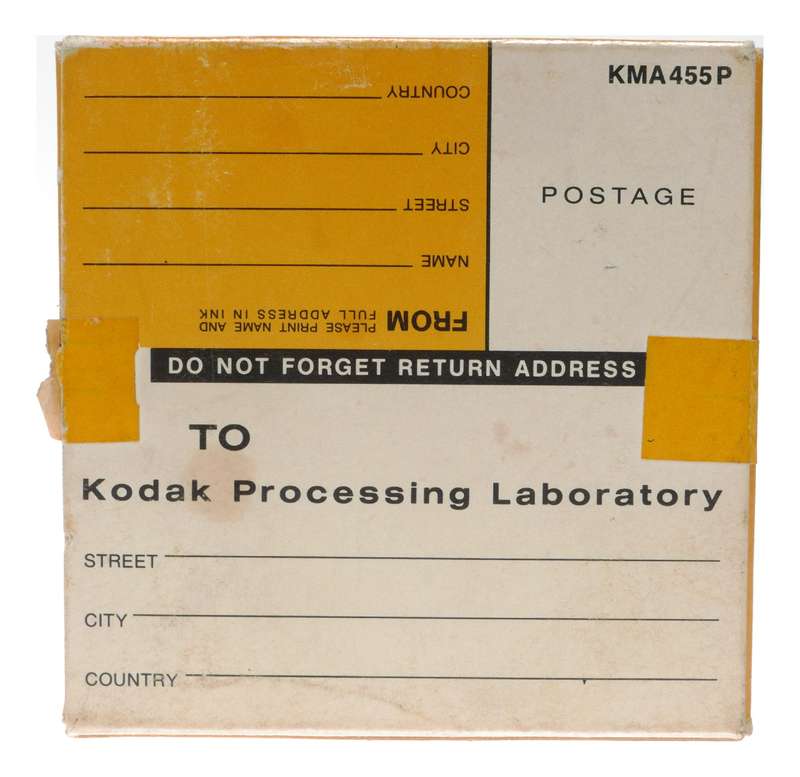 KMA455P
POSTAGE
FROM
PLEASE PRINT NAME AND
FULL ADDRESS IN INK
NAME
STREET
CITY
COUNTRY
DO NOT FORGET RETURN ADDRESS
TO
Kodak Processing Laboratory
STREET
CITY
COUNTRY